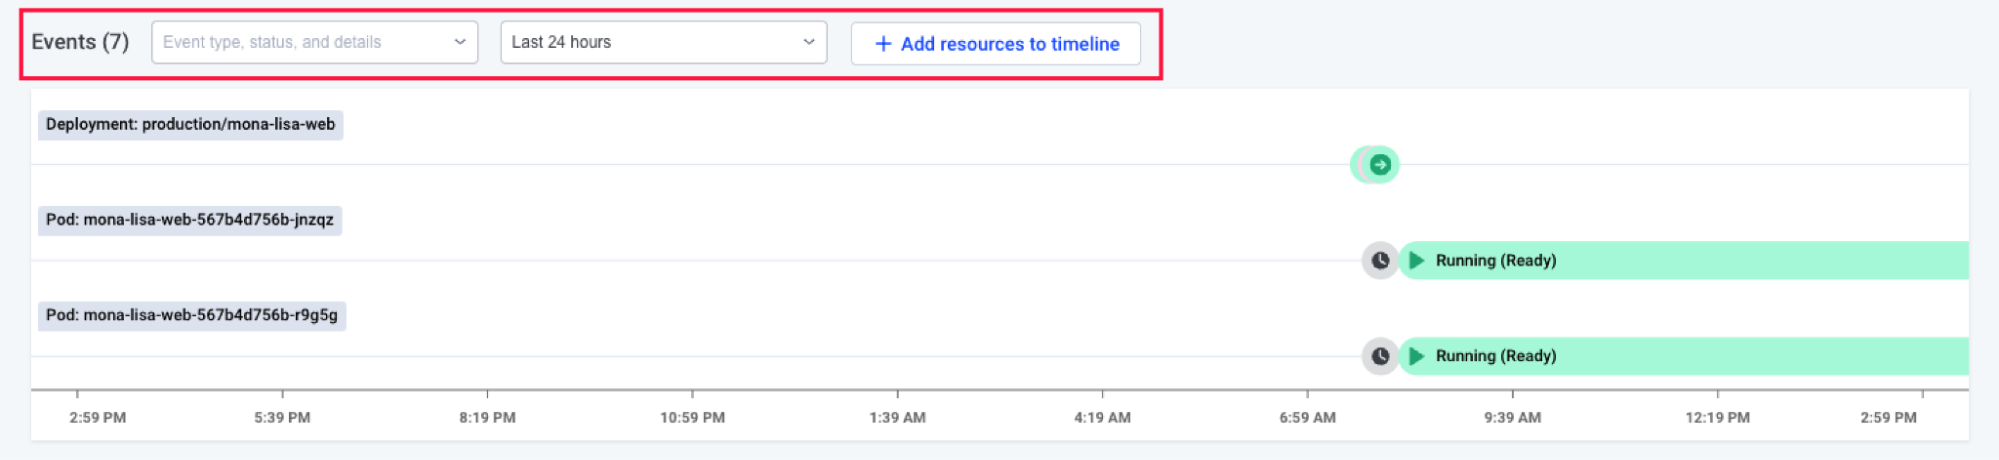 Events (7) Event type, status, and details Last 24 hours + Add resources to timeline
Deployment: production/mona-lisa-web
Pod: mona-lisa-web-567b4d756b-jnzqz
Running (Ready)
Pod: mona-lisa-web-567b4d756b-r9g5g
Running (Ready)
2:59 PM 5:39 PM 8:19 PM 10:59 PM 1:39 AM 4:19 AM 6:59 AM 9:39 AM 12:19 PM 2:59 PM